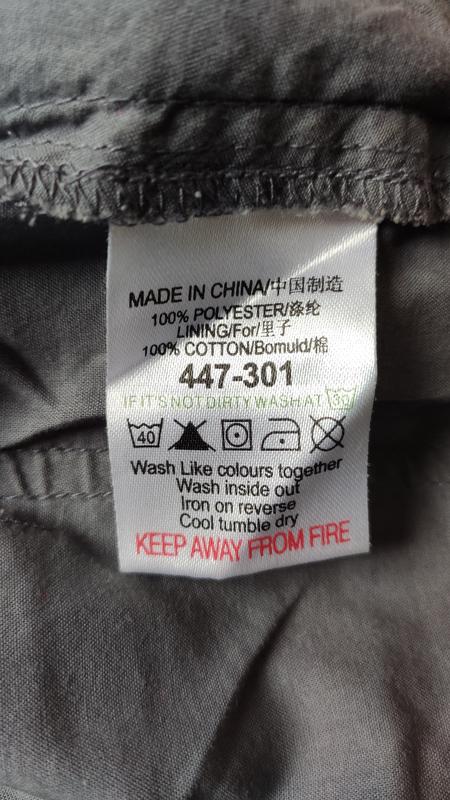 MADE IN CHINA/中国制造
100% POLYESTER/涤纶
LINING/For/里子
100% COTTON/Bomuld/棉
447-301
IF IT'S NOT DIRTY WASH AT 30
40
Wash Like colours together
Wash inside out
Iron on reverse
Cool tumble dry
KEEP AWAY FROM FIRE